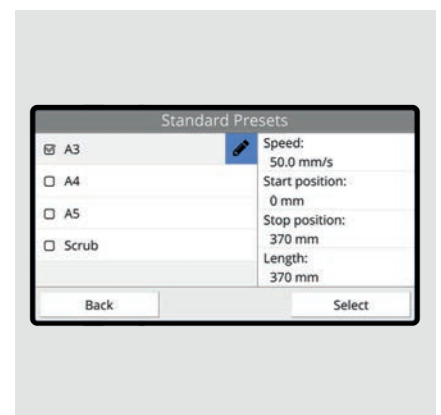 Standard Presets
A3
A4
A5
Scrub
Speed:
50.0 mm/s
Start position:
0 mm
Stop position:
370 mm
Length:
370 mm
Back
Select